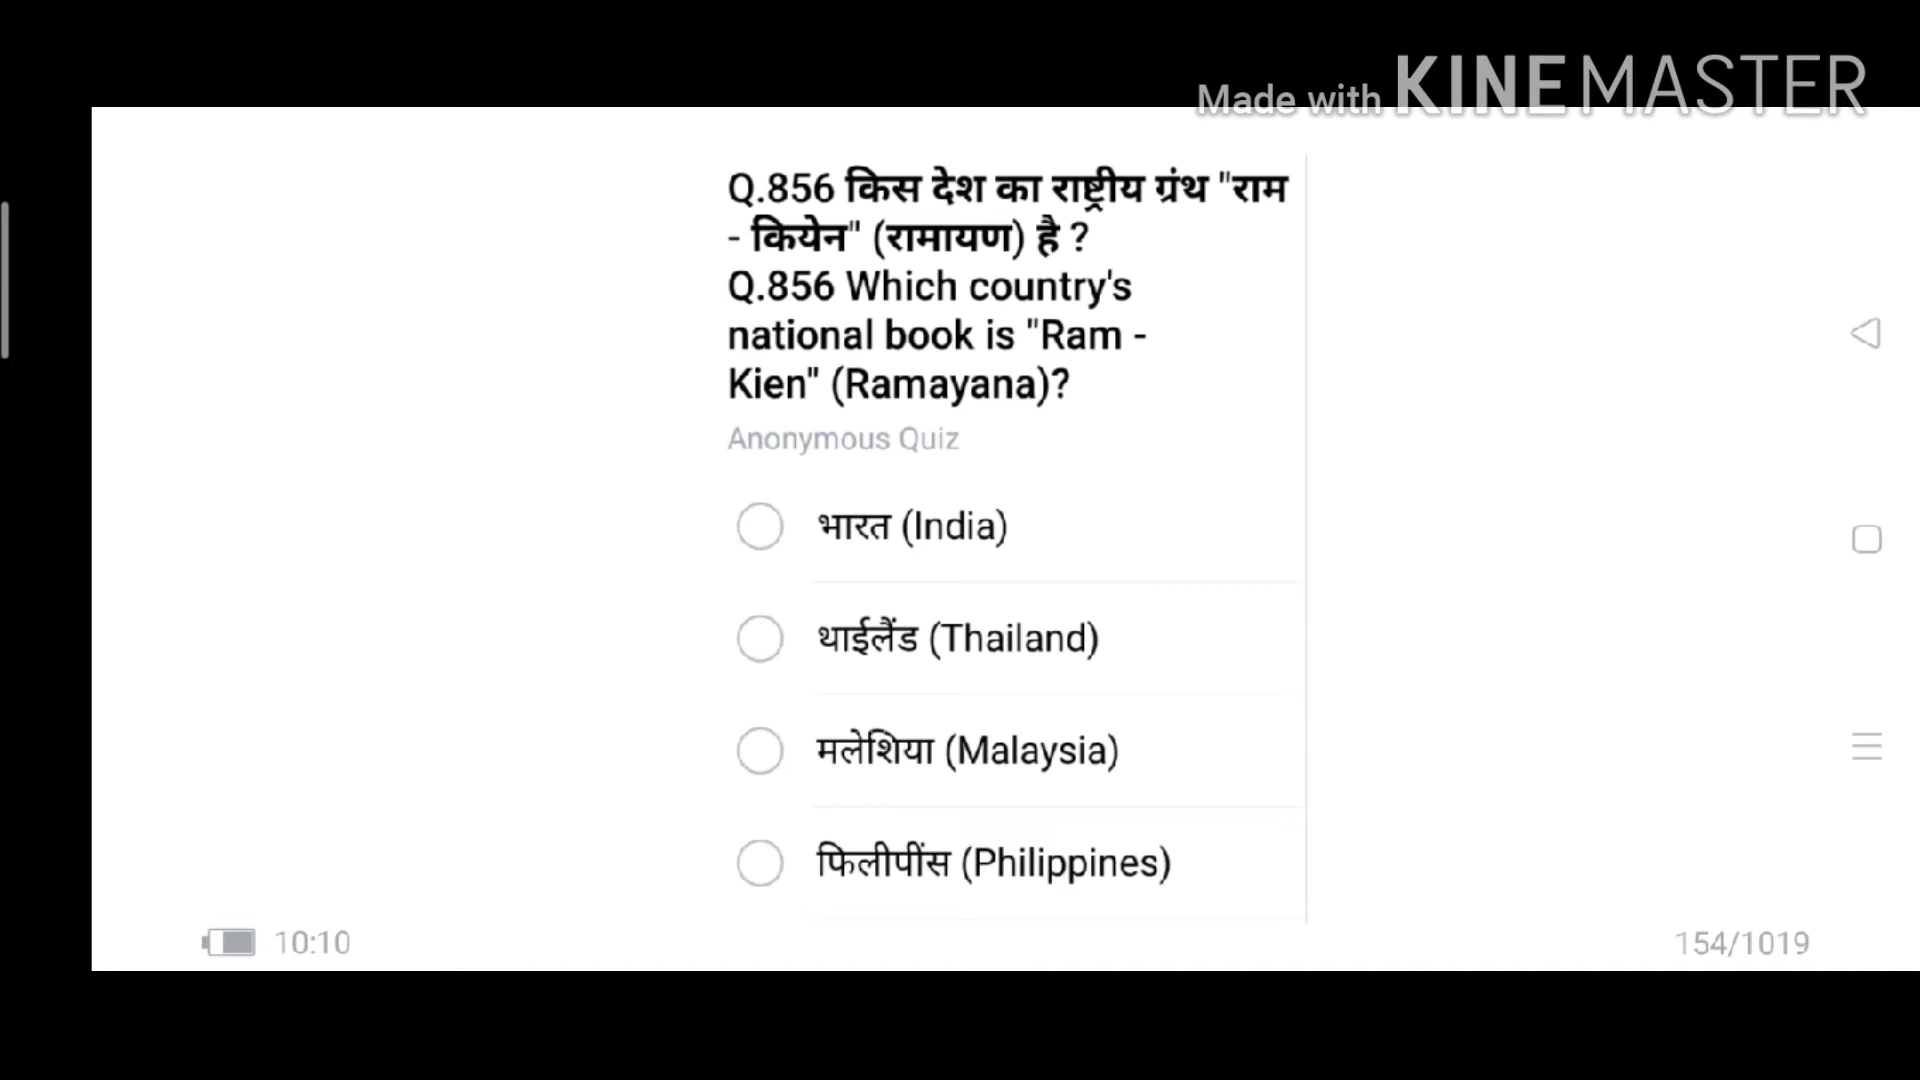 Made with KINEMASTER
Q.856 किस देश का राष्ट्रीय ग्रंथ "राम
- कियेन" (रामायण) है ?
Q.856 Which country's
national book is "Ram -
Kien" (Ramayana)?
Anonymous Quiz
भारत (India)
थाईलैंड (Thailand)
मलेशिया (Malaysia)
फिलीपींस (Philippines)
10:10
154/1019